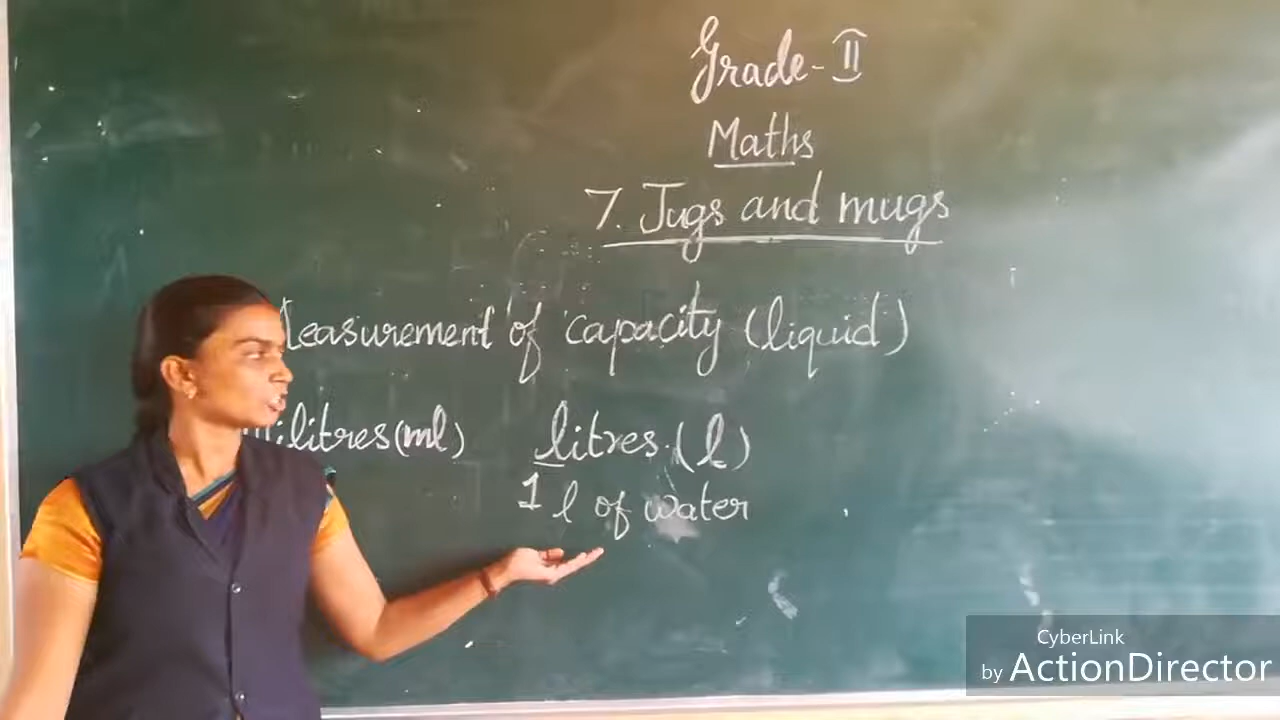 Grade-II
Maths
7. Jugs and mugs
Measurement of capacity (liquid)
litres (ml) litres. (l)
1 l of water
CyberLink
by ActionDirector